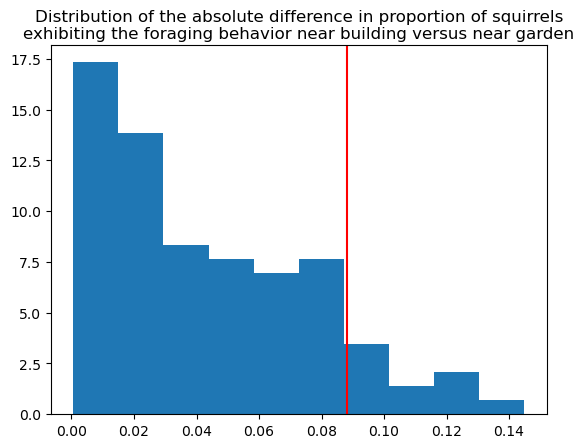 Distribution of the absolute difference in proportion of squirrels
exhibiting the foraging behavior near building versus near garden
17.5
15.0
12.5
10.0
7.5
5.0
2.5
0.0
0.00 0.02 0.04 0.06 0.08 0.10 0.12 0.14